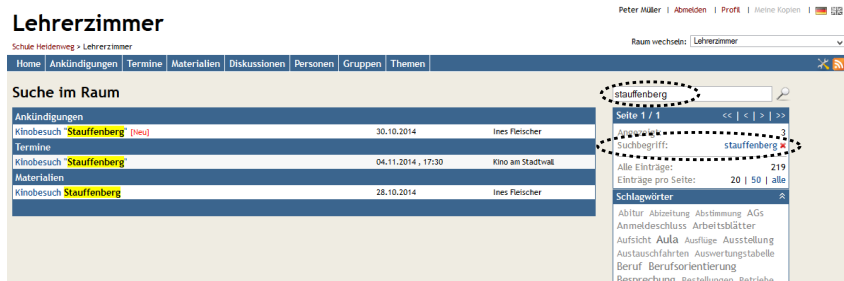 Peter Müller | Abmelden | Profil | Meine Kopien |
Lehrerzimmer
Schule Heidenweg > Lehrerzimmer
Raum wechseln: Lehrerzimmer
Home Ankündigungen Termine Materialien Diskussionen Personen Gruppen Themen
Suche im Raum
stauffenberg
Ankündigungen
Kinobesuch "Stauffenberg" [Neu] 30.10.2014 Ines Fleischer
Termine
Kinobesuch "Stauffenberg" 04.11.2014 , 17:30 Kino am Stadtwall
Materialien
Kinobesuch Stauffenberg 28.10.2014 Ines Fleischer
Seite 1 / 1 << | < | > | >>
Angezeigt: 3
Suchbegriff: stauffenberg
Alle Einträge: 219
Einträge pro Seite: 20 | 50 | alle
Schlagwörter
Abitur Abizeitung Abstimmung AGs
Anmeldeschluss Arbeitsblätter
Aufsicht Aula Ausflüge Ausstellung
Austauschfahrten Auswertungstabelle
Beruf Berufsorientierung
Besprechung Bestellungen Betriebe